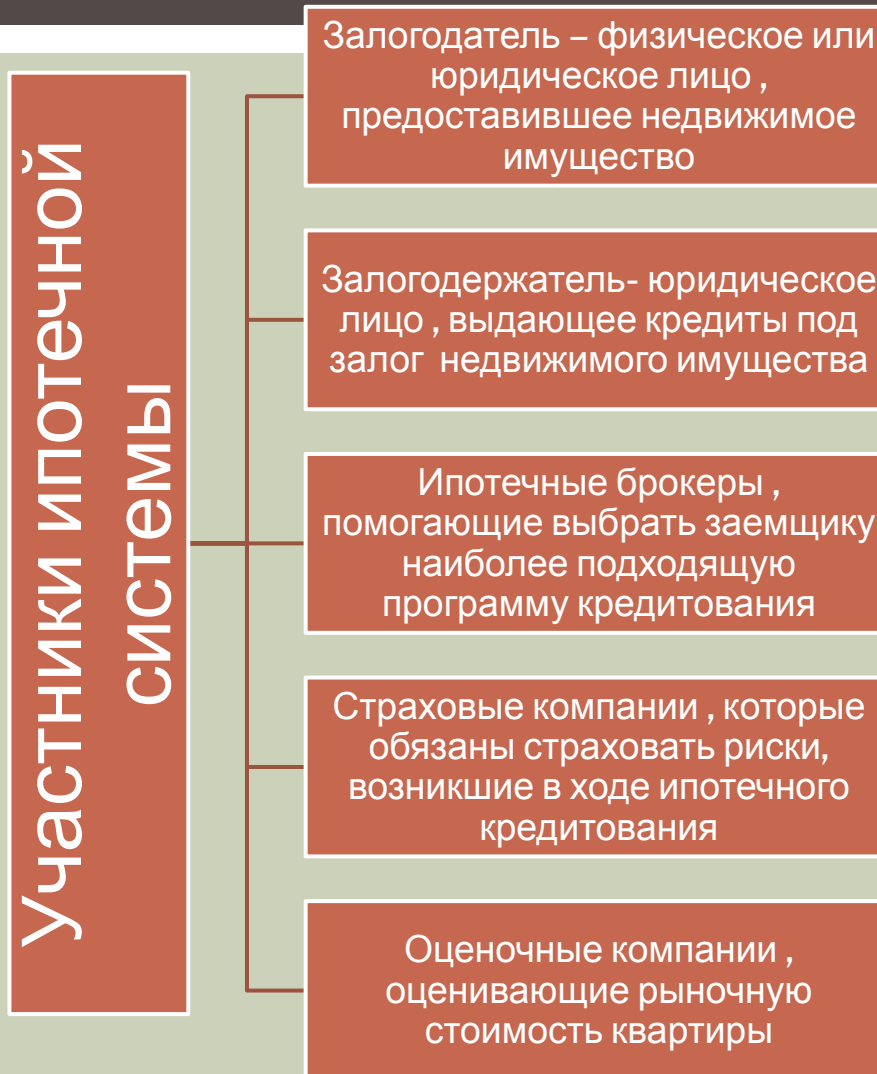 Участники ипотечной
системы
Залогодатель – физическое или
юридическое лицо ,
предоставившее недвижимое
имущество
Залогодержатель- юридическое
лицо , выдающее кредиты под
залог недвижимого имущества
Ипотечные брокеры ,
помогающие выбрать заемщику
наиболее подходящую
программу кредитования
Страховые компании , которые
обязаны страховать риски,
возникшие в ходе ипотечного
кредитования
Оценочные компании ,
оценивающие рыночную
стоимость квартиры